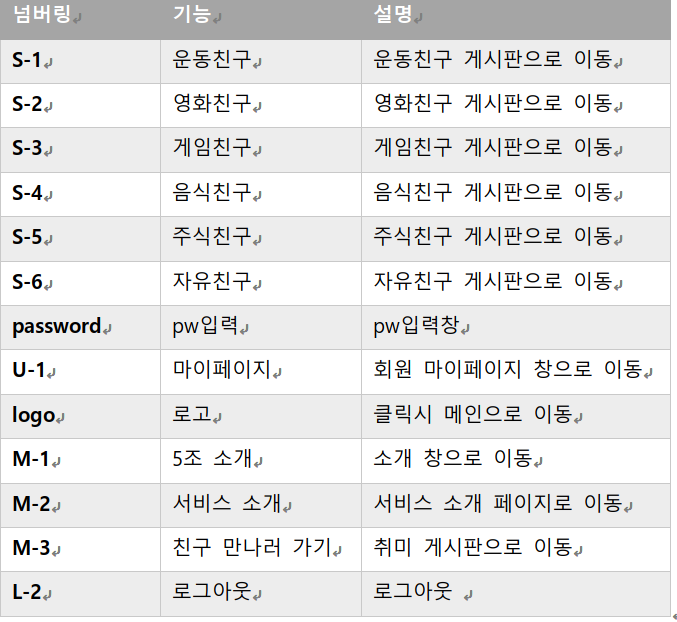 넘버링 기능 설명
S-1 운동친구 운동친구 게시판으로 이동
S-2 영화친구 영화친구 게시판으로 이동
S-3 게임친구 게임친구 게시판으로 이동
S-4 음식친구 음식친구 게시판으로 이동
S-5 주식친구 주식친구 게시판으로 이동
S-6 자유친구 자유친구 게시판으로 이동
password pw입력 pw입력창
U-1 마이페이지 회원 마이페이지 창으로 이동
logo 로고 클릭시 메인으로 이동
M-1 5조 소개 소개 창으로 이동
M-2 서비스 소개 서비스 소개 페이지로 이동
M-3 친구 만나러 가기 취미 게시판으로 이동
L-2 로그아웃 로그아웃